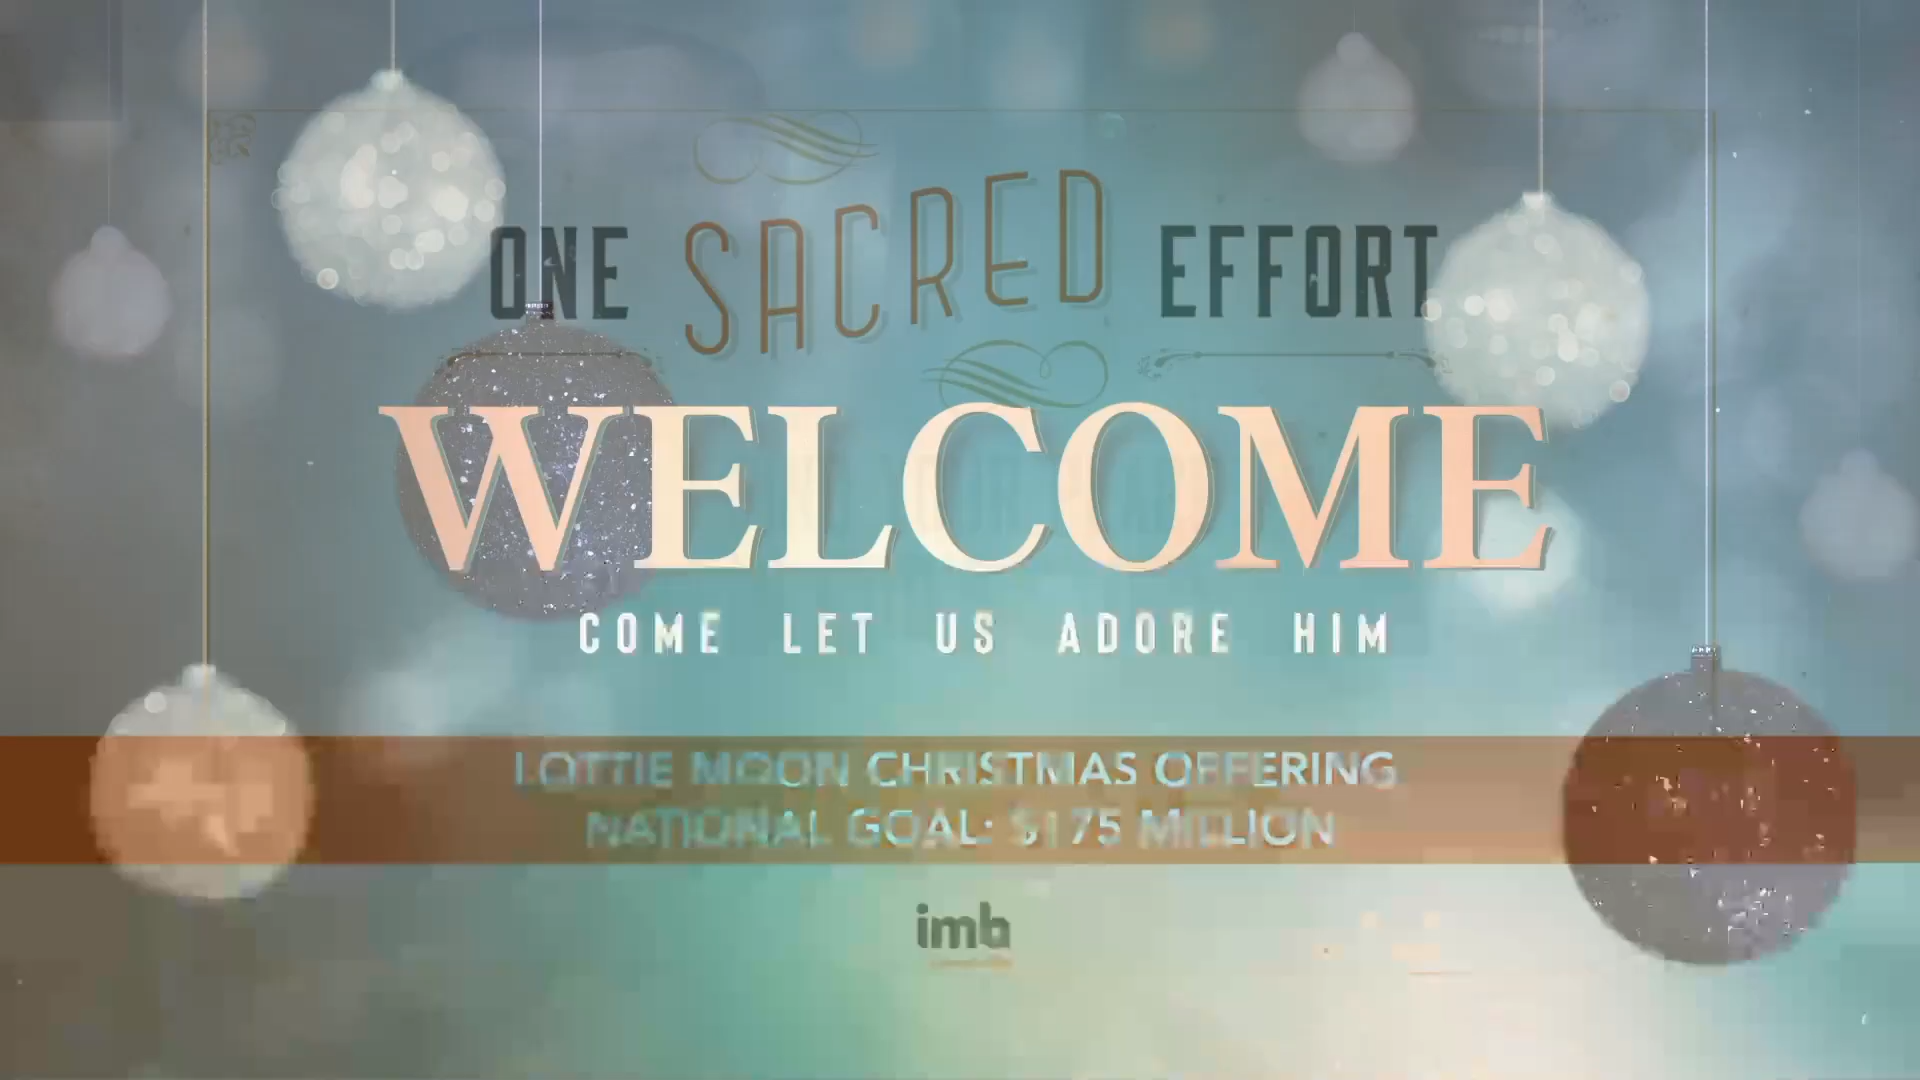 ONE SACRED EFFORT
WELCOME
COME LET US ADORE HIM
LOTTIE MOON CHRISTMAS OFFERING
NATIONAL GOAL: $175 MILLION
imb